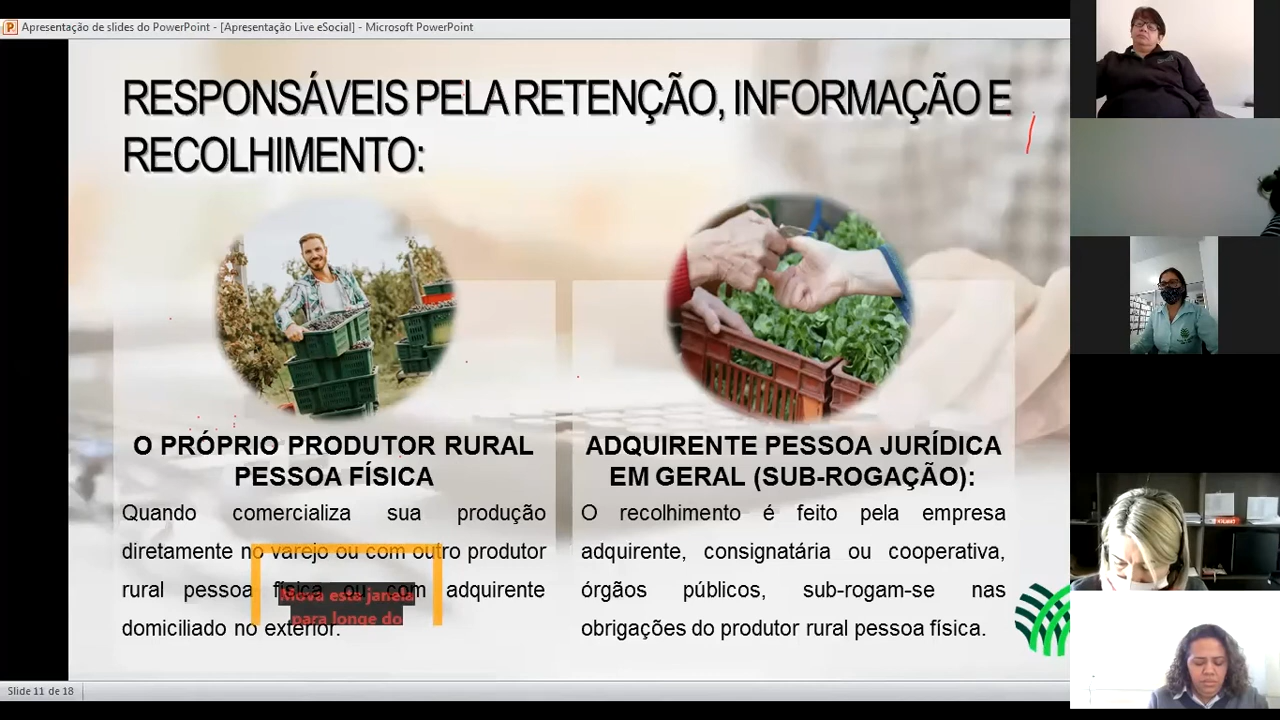 Apresentação de slides do PowerPoint - [Apresentação Live eSocial] - Microsoft PowerPoint
RESPONSÁVEIS PELA RETENÇÃO, INFORMAÇÃO E
RECOLHIMENTO:
O PRÓPRIO PRODUTOR RURAL
PESSOA FÍSICA
Quando comercializa sua produção
diretamente no varejo ou com outro produtor
rural pessoa física ou com adquirente
domiciliado no exterior.
Mova esta janela
para longe do
ADQUIRENTE PESSOA JURÍDICA
EM GERAL (SUB-ROGAÇÃO):
O recolhimento é feito pela empresa
adquirente, consignatária ou cooperativa,
órgãos públicos, sub-rogam-se nas
obrigações do produtor rural pessoa física.
Slide 11 de 18